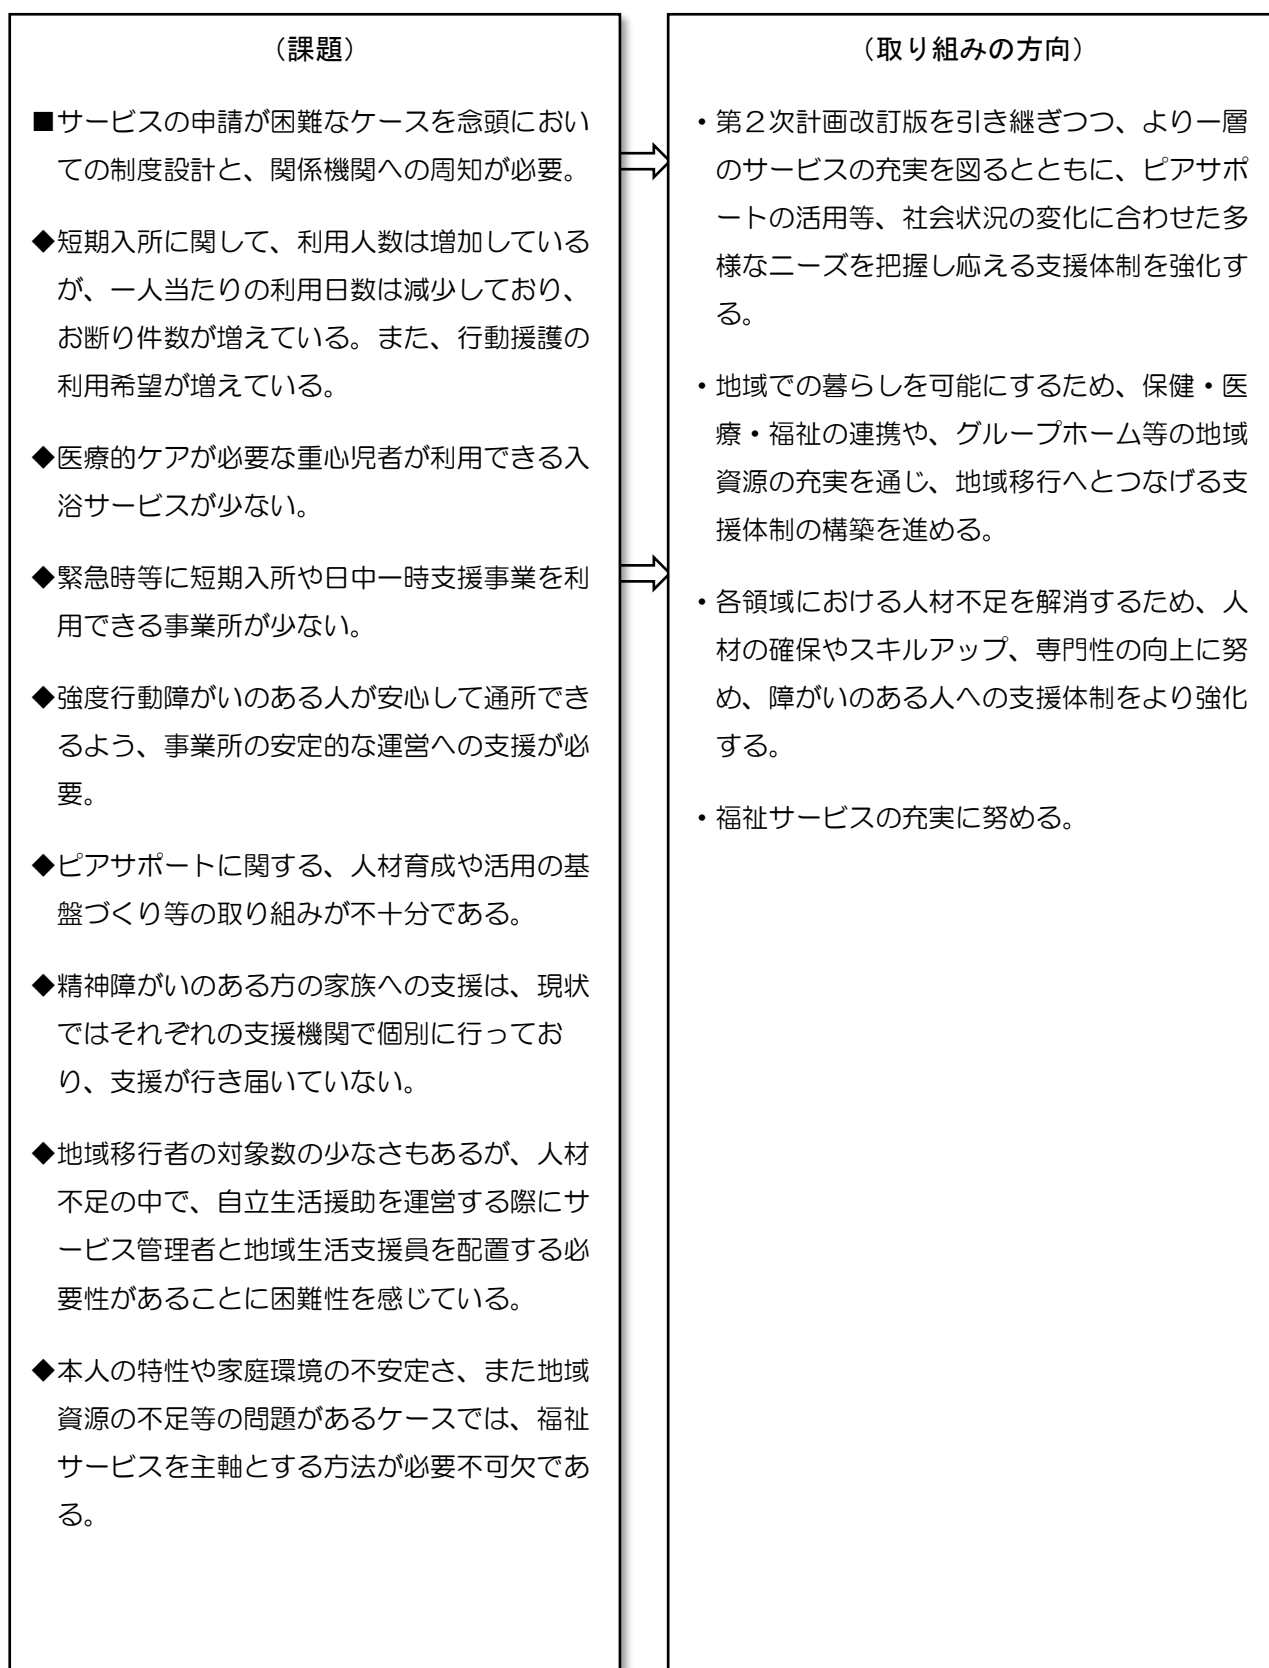 （課題）
■サービスの申請が困難なケースを念頭におい
ての制度設計と、関係機関への周知が必要。
◆短期入所に関して、利用人数は増加している
が、一人当たりの利用日数は減少しており、
お断り件数が増えている。また、行動援護の
利用希望が増えている。
◆医療的ケアが必要な重心児者が利用できる入
浴サービスが少ない。
◆緊急時等に短期入所や日中一時支援事業を利
用できる事業所が少ない。
◆強度行動障がいのある人が安心して通所でき
るよう、事業所の安定的な運営への支援が必
要。
◆ピアサポートに関する、人材育成や活用の基
盤づくり等の取り組みが不十分である。
◆精神障がいのある方の家族への支援は、現状
ではそれぞれの支援機関で個別に行ってお
り、支援が行き届いていない。
◆地域移行者の対象数の少なさもあるが、人材
不足の中で、自立生活援助を運営する際にサ
ービス管理者と地域生活支援員を配置する必
要性があることに困難性を感じている。
◆本人の特性や家庭環境の不安定さ、また地域
資源の不足等の問題があるケースでは、福祉
サービスを主軸とする方法が必要不可欠であ
る。
（取り組みの方向）
・第２次計画改訂版を引き継ぎつつ、より一層
のサービスの充実を図るとともに、ピアサポ
ートの活用等、社会状況の変化に合わせた多
様なニーズを把握し応える支援体制を強化す
る。
・地域での暮らしを可能にするため、保健・医
療・福祉の連携や、グループホーム等の地域
資源の充実を通じ、地域移行へとつなげる支
援体制の構築を進める。
・各領域における人材不足を解消するため、人
材の確保やスキルアップ、専門性の向上に努
め、障がいのある人への支援体制をより強化
する。
・福祉サービスの充実に努める。